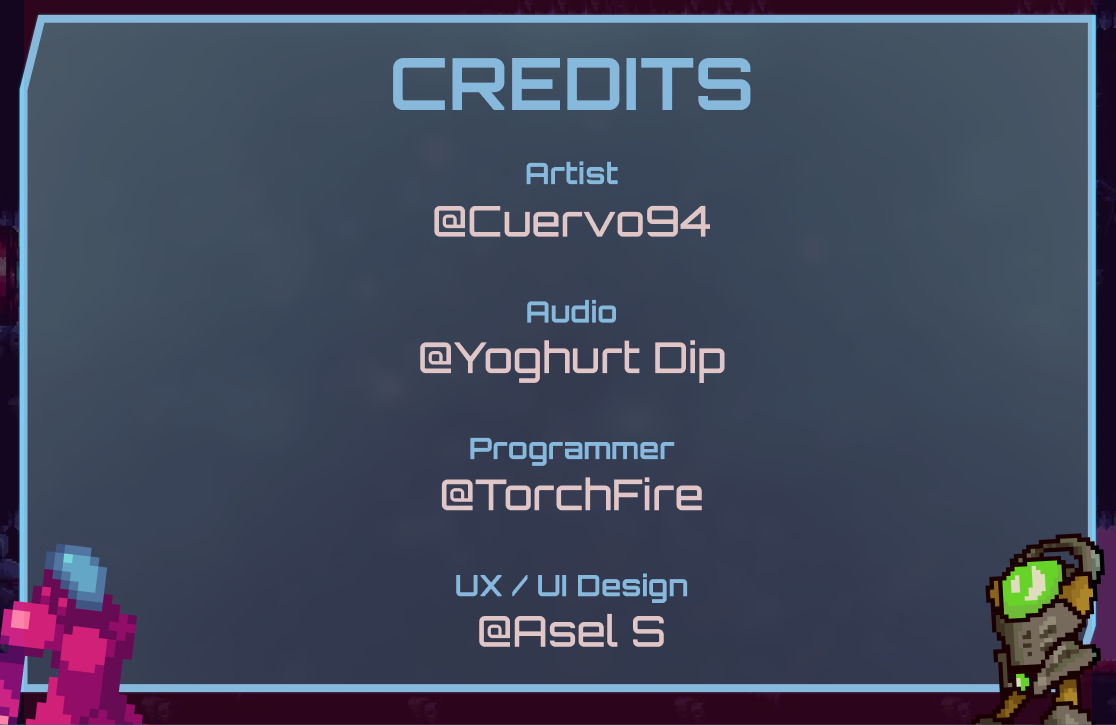 CREDITS
Artist
@Cuervo94
Audio
@Yoghurt Dip
Programmer
@TorchFire
UX / UI Design
@Asel S